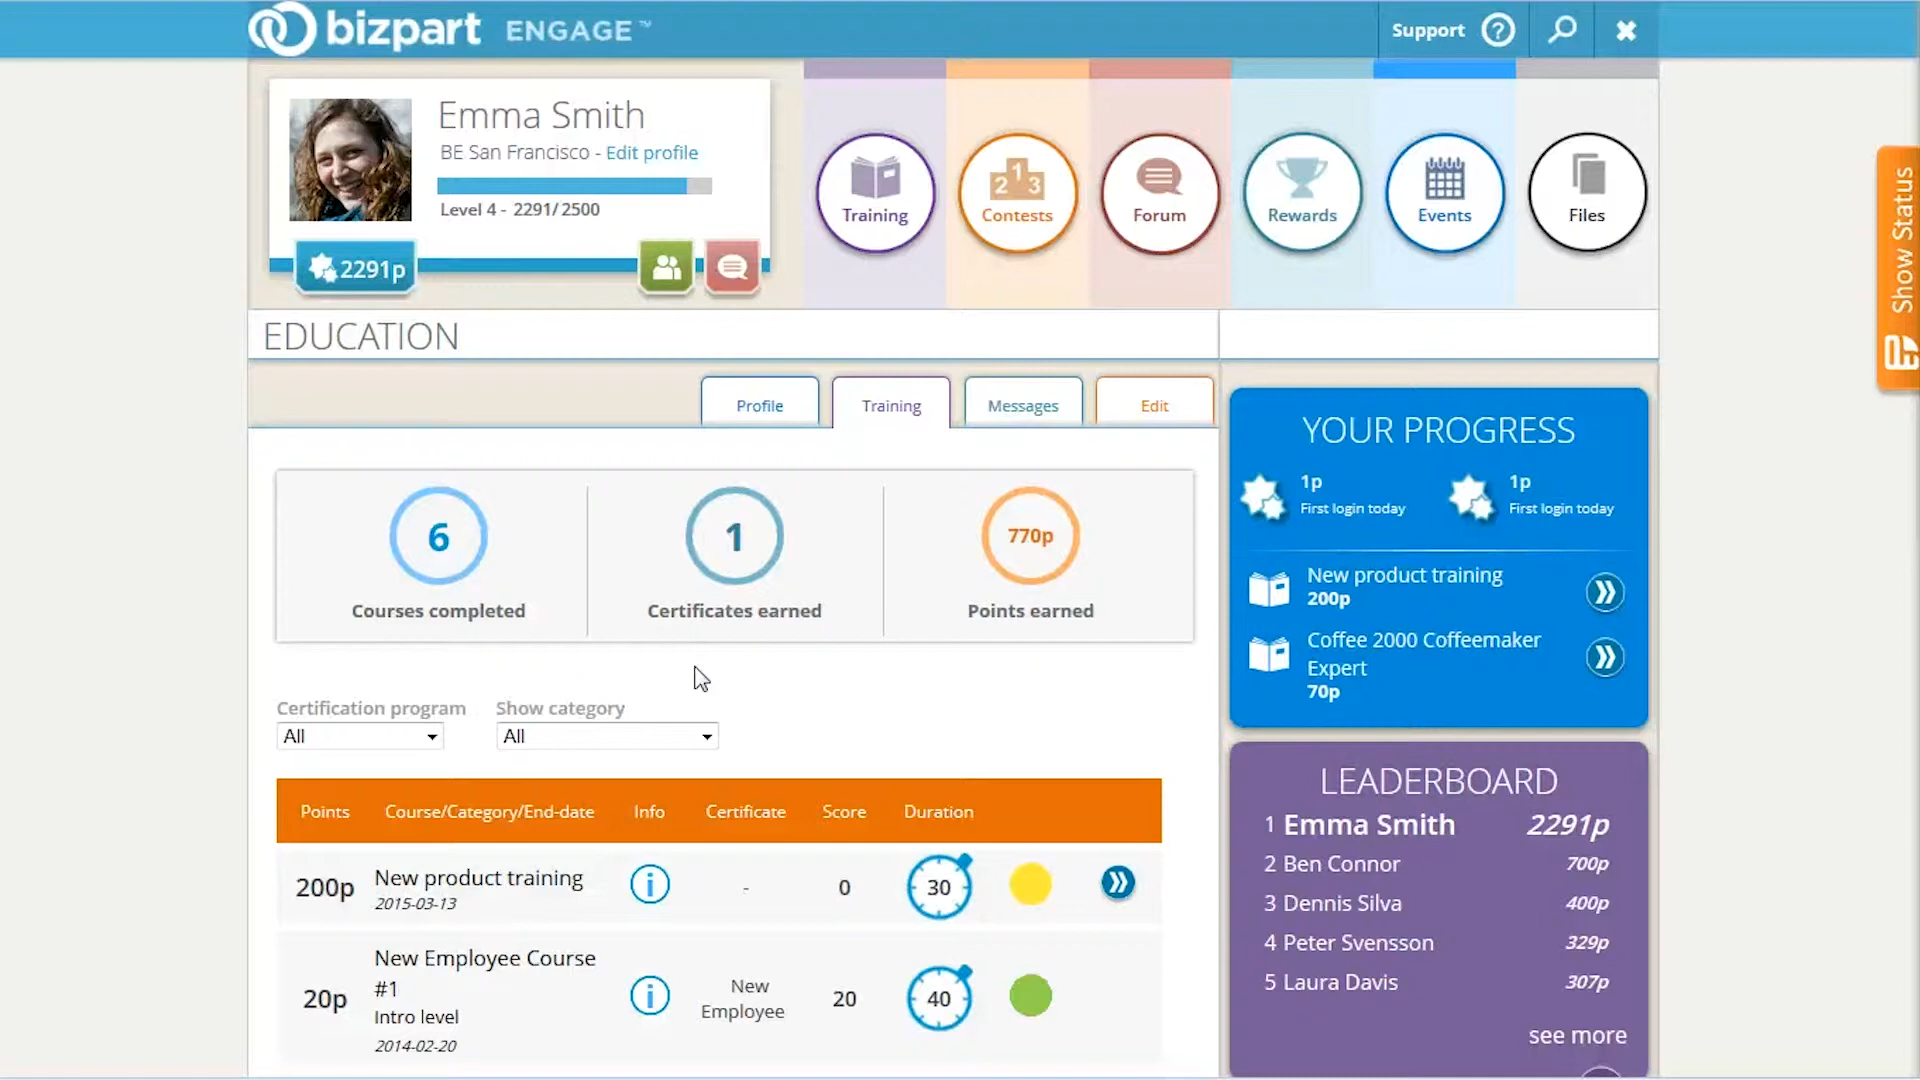 bizpart ENGAGE™
Support ?
Emma Smith
BE San Francisco - Edit profile
Level 4 - 2291/2500
2291p
Training
1 2 3
Contests
Forum
Rewards
Events
Files
Show Status
EDUCATION
Profile
Training
Messages
Edit
6
Courses completed
1
Certificates earned
770p
Points earned
Certification program
All
Show category
All
Points Course/Category/End-date Info Certificate Score Duration
200p New product training - 0 30
2015-03-13
New Employee Course
#1
20p Intro level New Employee 20 40
2014-02-20
YOUR PROGRESS
1p
First login today
1p
First login today
New product training
200p
Coffee 2000 Coffeemaker
Expert
70p
LEADERBOARD
1 Emma Smith 2291p
2 Ben Connor 700p
3 Dennis Silva 400p
4 Peter Svensson 329p
5 Laura Davis 307p
see more